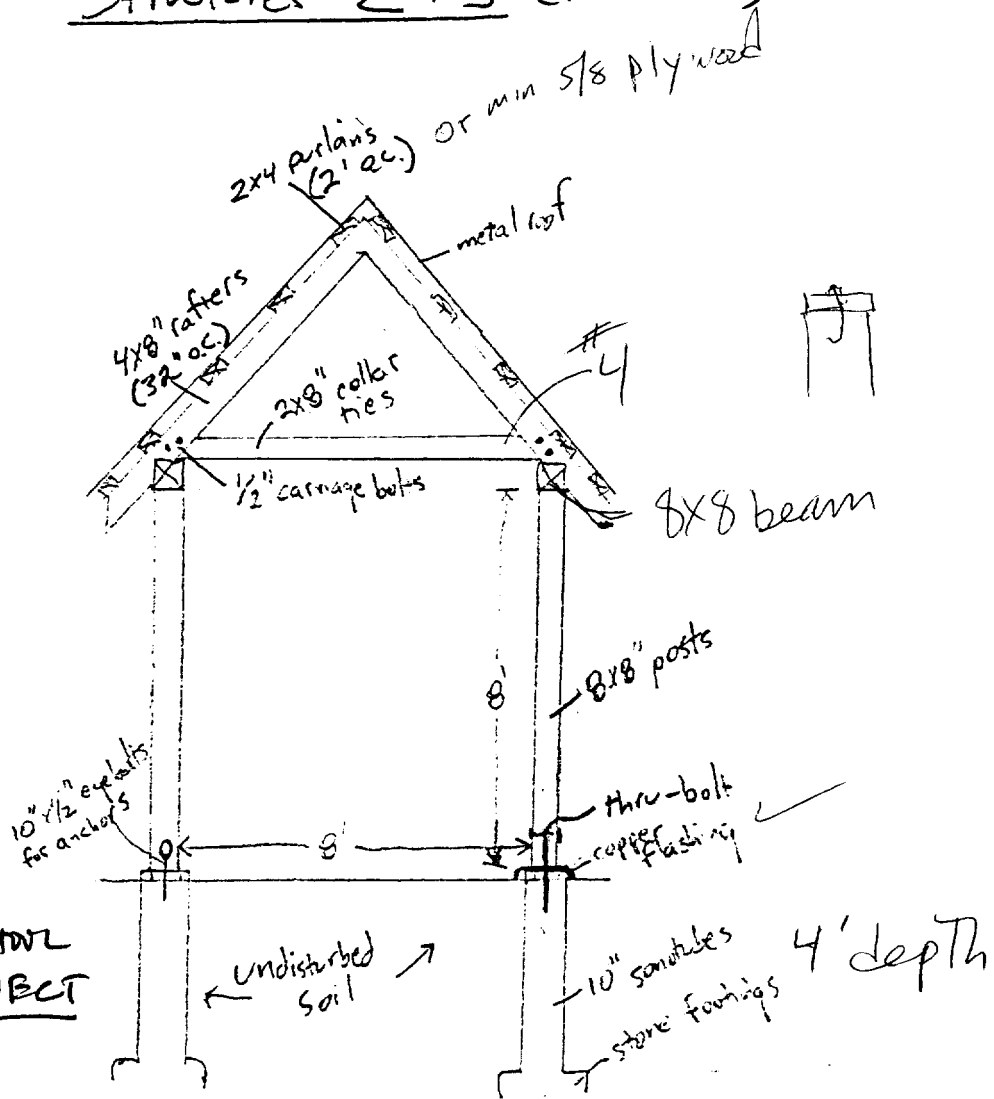 or min 5/8 plywood
2x4 purlains
(2' o.c.)
metal roof
4x8" rafters
(32" o.c.)
#4
2x8" collar
ties
1/2" carriage bolts
8x8 beam
8'
8x8" posts
10" x 1/2" eyebolts
for anchors
thru-bolt
8'
copper
flashing
undisturbed
soil
10" sonotubes
4' depth
stone footings